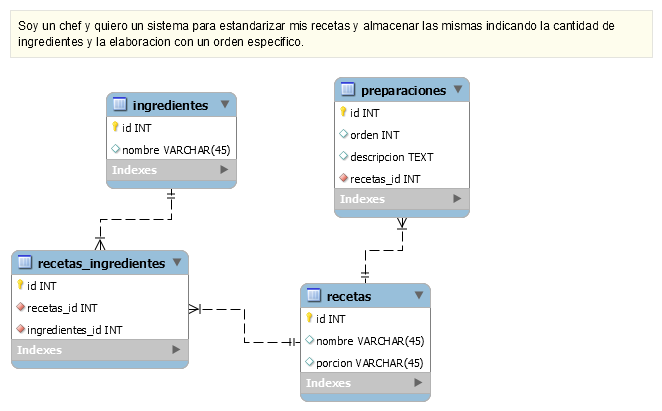 Soy un chef y quiero un sistema para estandarizar mis recetas y almacenar las mismas indicando la cantidad de
ingredientes y la elaboracion con un orden especifico.
ingredientes
id INT
nombre VARCHAR(45)
Indexes
preparaciones
id INT
orden INT
descripcion TEXT
recetas_id INT
Indexes
recetas_ingredientes
id INT
recetas_id INT
ingredientes_id INT
Indexes
recetas
id INT
nombre VARCHAR(45)
porcion VARCHAR(45)
Indexes